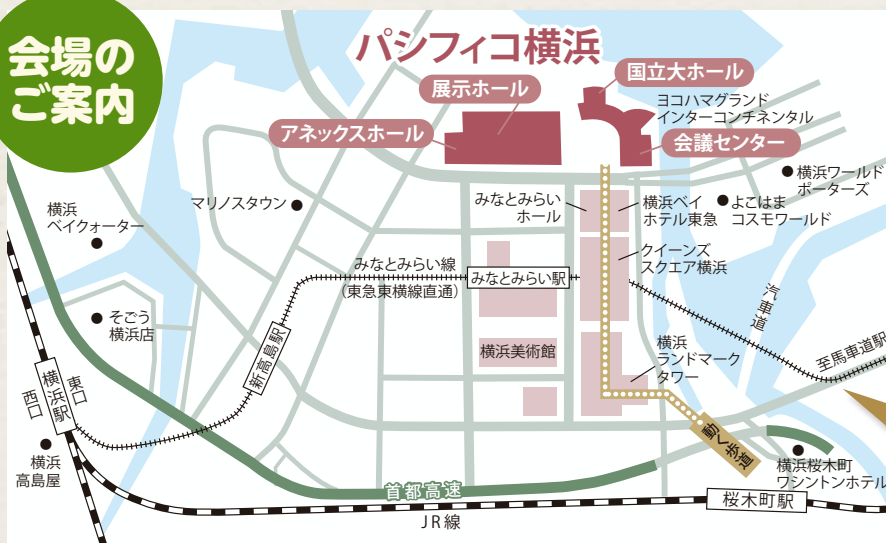 会場の
ご案内
パシフィコ横浜
国立大ホール
展示ホール
ヨコハマグランド
インターコンチネンタル
アネックスホール
会議センター
横浜ワールド
ポーターズ
みなとみらい
ホール
横浜ベイ
ホテル東急
よこはま
コスモワールド
マリノスタウン
横浜
ベイクォーター
クイーンズ
スクエア横浜
みなとみらい線
(東急東横線直通)
みなとみらい駅
汽車道
そごう
横浜店
新高島駅
横浜美術館
横浜
ランドマーク
タワー
至馬車道駅
東口
横浜駅
西口
横浜
高島屋
動く歩道
横浜桜木町
ワシントンホテル
首都高速
桜木町駅
JR線